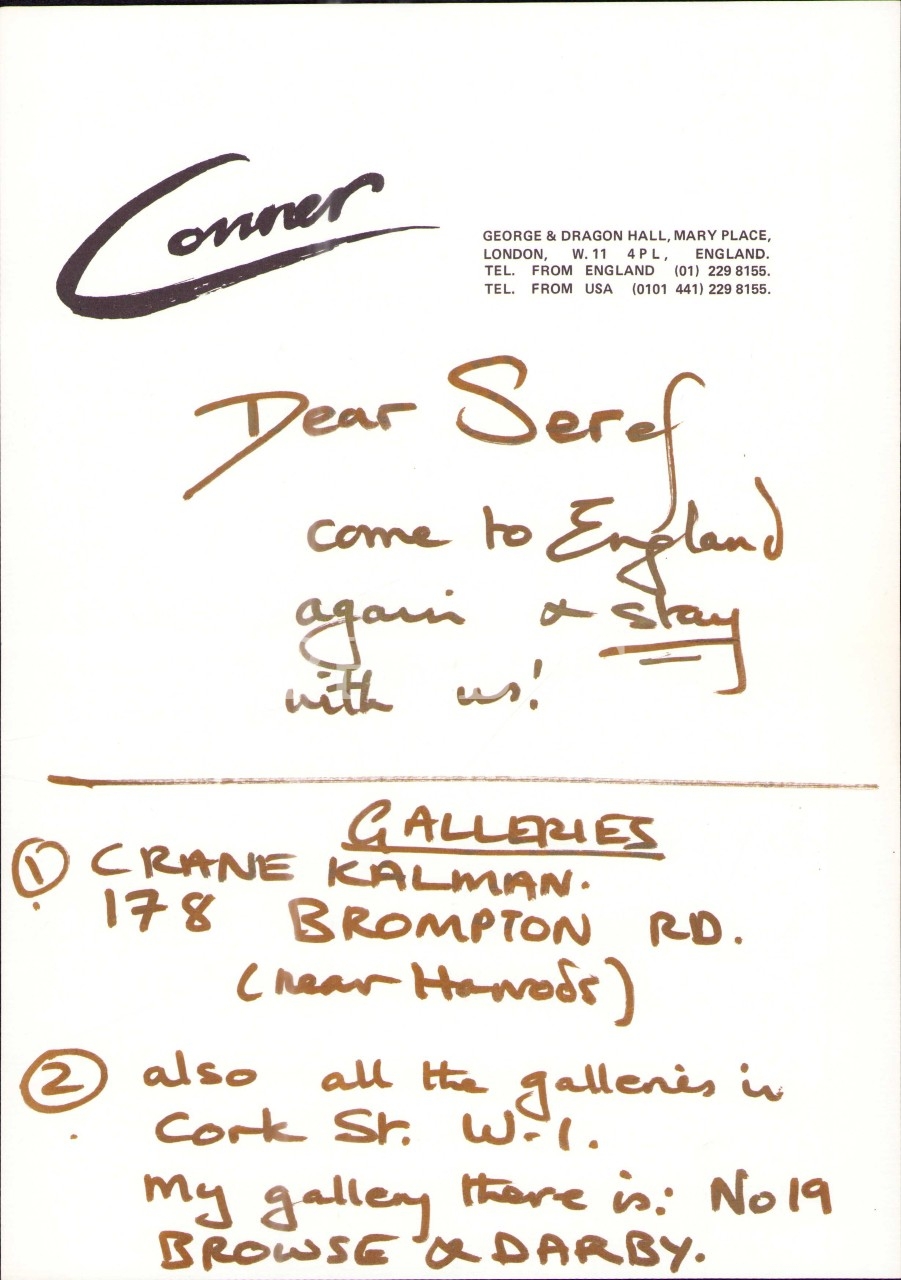 Conner
GEORGE & DRAGON HALL, MARY PLACE,
LONDON, W.11 4PL, ENGLAND.
TEL. FROM ENGLAND (01) 229 8155.
TEL. FROM USA (0101 441) 229 8155.
Dear Seref
come to England
again & stay
with us!
GALLERIES
1 CRANE KALMAN.
178 BROMPTON RD.
(near Harrods)
2 also all the galleries in
Cork St. W-1.
My gallery there is: No 19
BROWSE & DARBY.